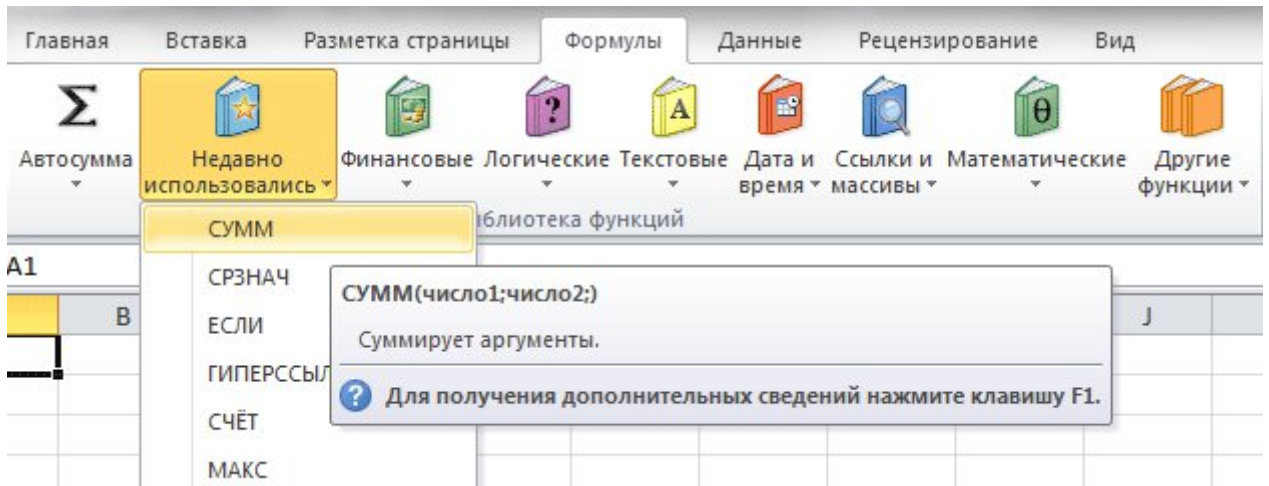 Главная Вставка Разметка страницы Формулы Данные Рецензирование Вид
Σ ? A θ
Автосумма Недавно использовались Финансовые Логические Текстовые Дата и время Ссылки и массивы Математические Другие функции
блиотека функций
СУММ
A1
СРЗНАЧ
СУММ(число1;число2;)
B J
ЕСЛИ
Суммирует аргументы.
ГИПЕРССЫЛ
? Для получения дополнительных сведений нажмите клавишу F1.
СЧЁТ
МАКС